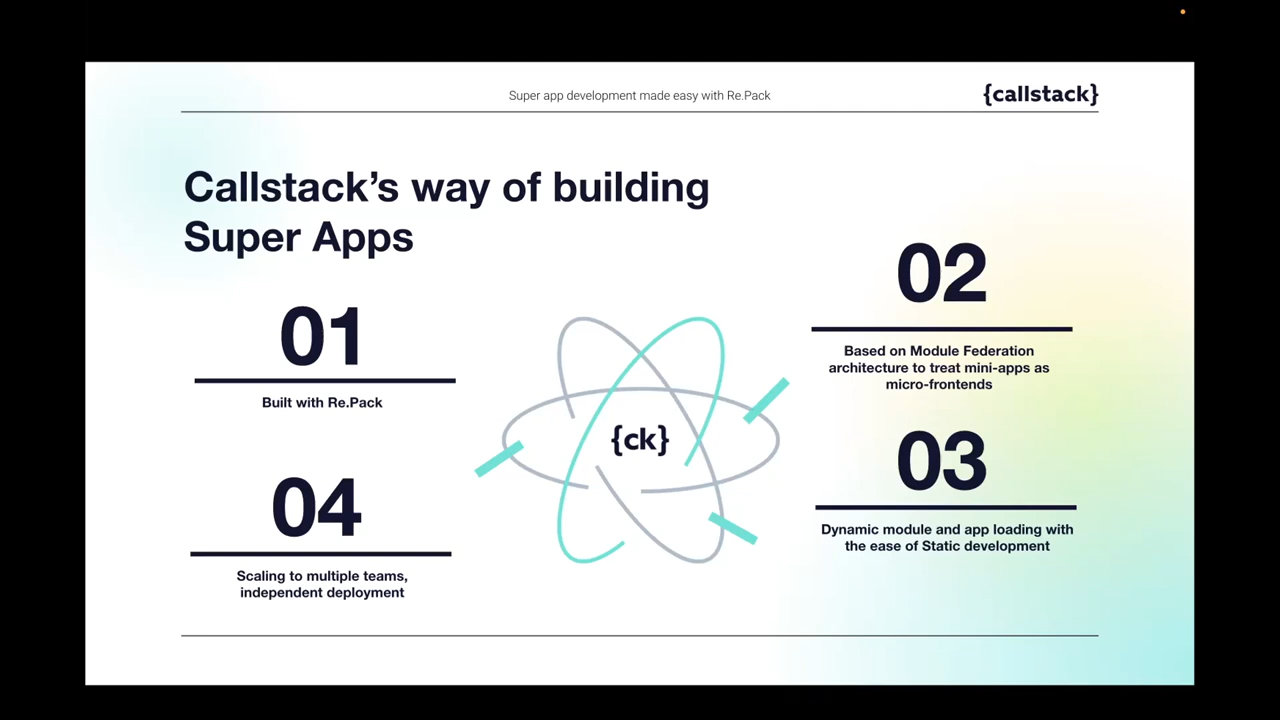 Super app development made easy with Re.Pack
{callstack}
Callstack’s way of building
Super Apps
01
Built with Re.Pack
02
Based on Module Federation
architecture to treat mini-apps as
micro-frontends
{ck}
03
Dynamic module and app loading with
the ease of Static development
04
Scaling to multiple teams,
independent deployment